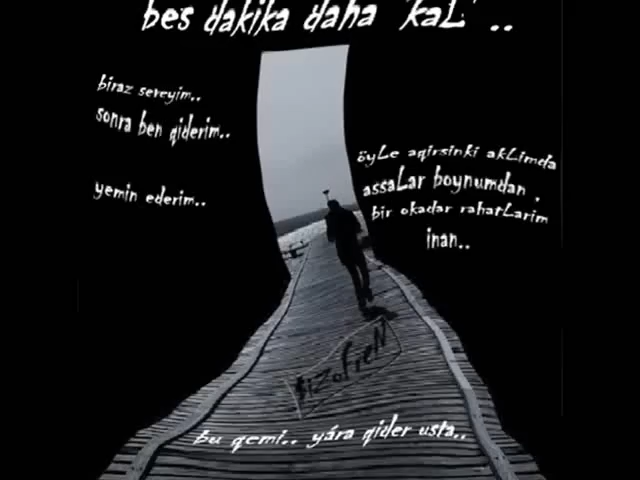 bes dakika daha 'kaL' ..
biraz seveyim..
sonra ben giderim..
yemin ederim..
öyLe agirsinki akLimda
assaLar boynumdan .
bir okadar rahatLarim
inan..
$izofreN
bu gemi.. yára gider usta..